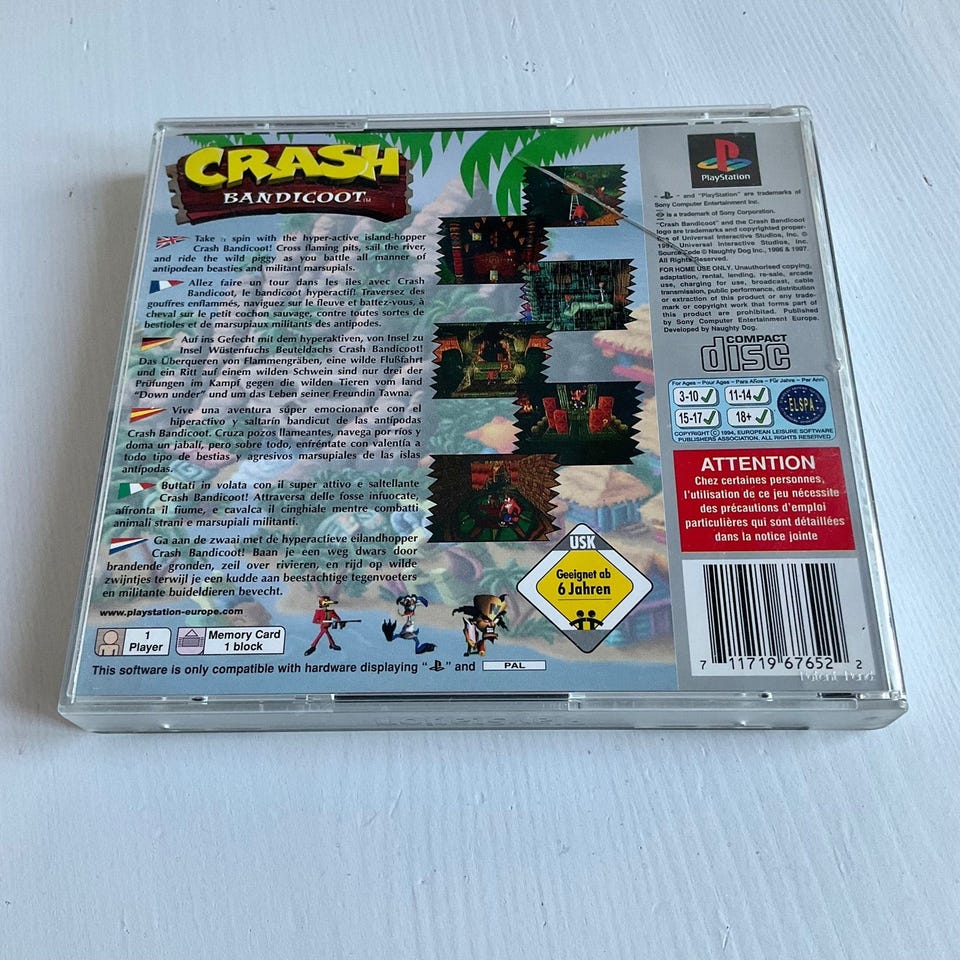 CRASH
BANDICOOT™
Take a spin with the hyper-active island-hopper
Crash Bandicoot! Cross flaming pits, sail the river,
and ride the wild piggy as you battle all manner of
antipodean beasties and militant marsupials.
Allez faire un tour dans les îles avec Crash
Bandicoot, le bandicoot hyperactif! Traversez des
gouffres enflammés, naviguez sur le fleuve et battez-vous, à
cheval sur le petit cochon sauvage, contre toutes sortes de
bestioles et de marsupiaux militants des antipodes.
Auf ins Gefecht mit dem hyperaktiven, von Insel zu
Insel Wüstenfuchs Beuteldachs Crash Bandicoot!
Das Überqueren von Flammengräben, eine wilde Flußfahrt
und ein Ritt auf einem wilden Schwein sind nur drei der
Prüfungen im Kampf gegen die wilden Tieren vom land
"Down under" und um das Leben seiner Freundin Tawna.
Vive una aventura súper emocionante con el
hiperactivo y saltarín bandicut de las antípodas
Crash Bandicoot. Cruza pozos llameantes, navega por ríos y
doma un jabalí, pero sobre todo, enfréntate con valentía a
todo tipo de bestias y agresivos marsupiales de las islas
antípodas.
Buttati in volata con il super attivo e saltellante
Crash Bandicoot! Attraversa delle fosse infuocate,
affronta il fiume, e cavalca il cinghiale mentre combatti
animali strani e marsupiali militanti.
Ga aan de zwaai met de hyperactieve eilandhopper
Crash Bandicoot! Baan je een weg dwars door
brandende gronden, zeil over rivieren, en rijd op wilde
zwijntjes terwijl je een kudde aan beestachtige tegenvoeters
en militante buideldieren bevecht.
www.playstation-europe.com
1
Player
Memory Card
1 block
This software is only compatible with hardware displaying " " and PAL
USK
Geeignet ab
6 Jahren
PlayStation
" " and "PlayStation" are trademarks of
Sony Computer Entertainment Inc.
is a trademark of Sony Corporation.
"Crash Bandicoot" and the Crash Bandicoot
logo are trademarks and copyrighted proper-
ties of Universal Interactive Studios, Inc. ©
Universal Interactive Studios, Inc.
Source Code © Naughty Dog Inc., 1996 & 1997.
All Rights Reserved.
FOR HOME USE ONLY. Unauthorised copying,
adaptation, rental, lending, re-sale, arcade
use, charging for use, broadcast, cable
transmission, public performance, distribution
or extraction of this product or any trade-
mark or copyright work that forms part of
this product are prohibited. Published
by Sony Computer Entertainment Europe.
Developed by Naughty Dog.
COMPACT
disc
For Ages – Pour Ages – Para Años – Für Jahre – Per Anni
3-10 ✓ 11-14 ✓
15-17 ✓ 18+ ✓
ELSPA
COPYRIGHT © 1994, EUROPEAN LEISURE SOFTWARE
PUBLISHERS ASSOCIATION. ALL RIGHTS RESERVED
ATTENTION
Chez certaines personnes,
l'utilisation de ce jeu nécessite
des précautions d'emploi
particulières qui sont détaillées
dans la notice jointe
7 11719 67652 2
Patent Pend
PlayStation